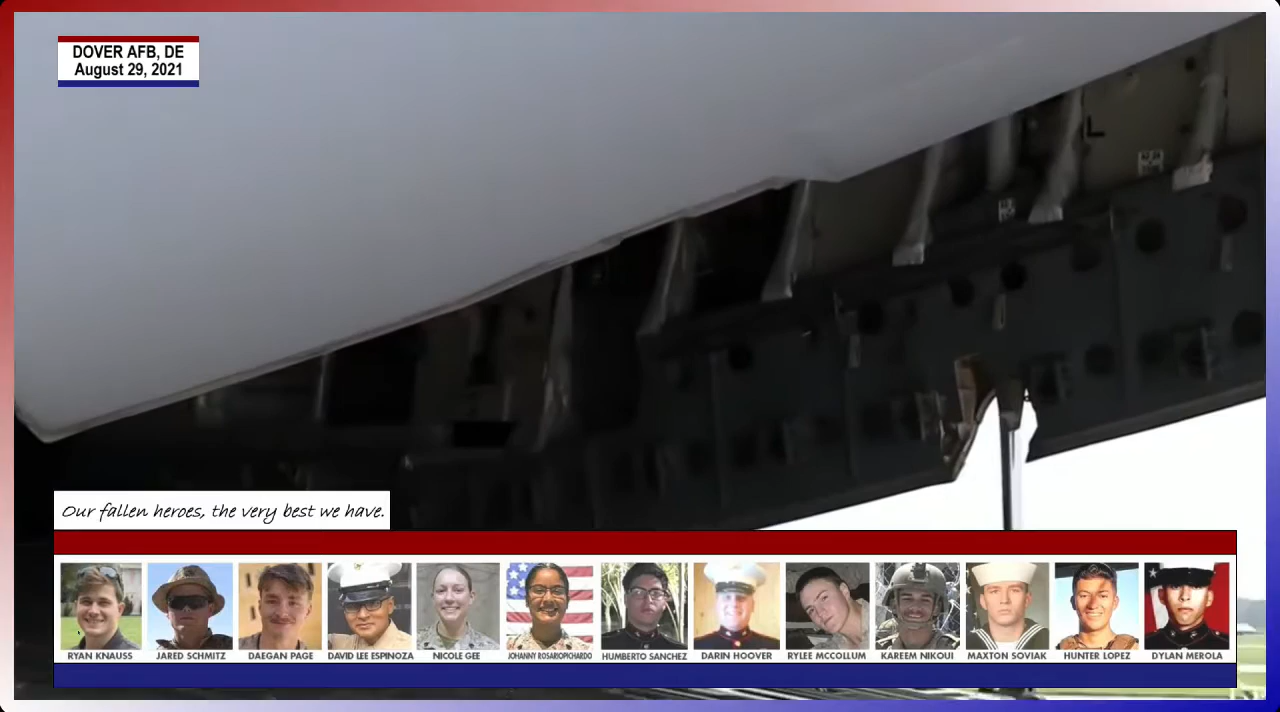 DOVER AFB, DE
August 29, 2021
Our fallen heroes, the very best we have.
RYAN KNAUSS JARED SCHMITZ DAEGAN PAGE DAVID LEE ESPINOZA NICOLE GEE JOHANNY ROSARIOPICHARDO HUMBERTO SANCHEZ DARIN HOOVER RYLEE MCCOLLUM KAREEM NIKOUI MAXTON SOVIAK HUNTER LOPEZ DYLAN MEROLA